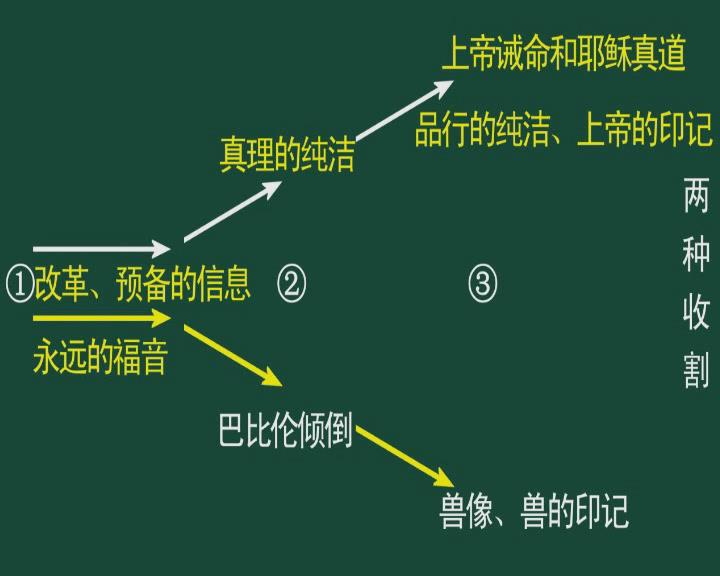 上帝诫命和耶稣真道
品行的纯洁、上帝的印记
真理的纯洁
①改革、预备的信息
②
③
永远的福音
巴比伦倾倒
兽像、兽的印记
两
种
收
割